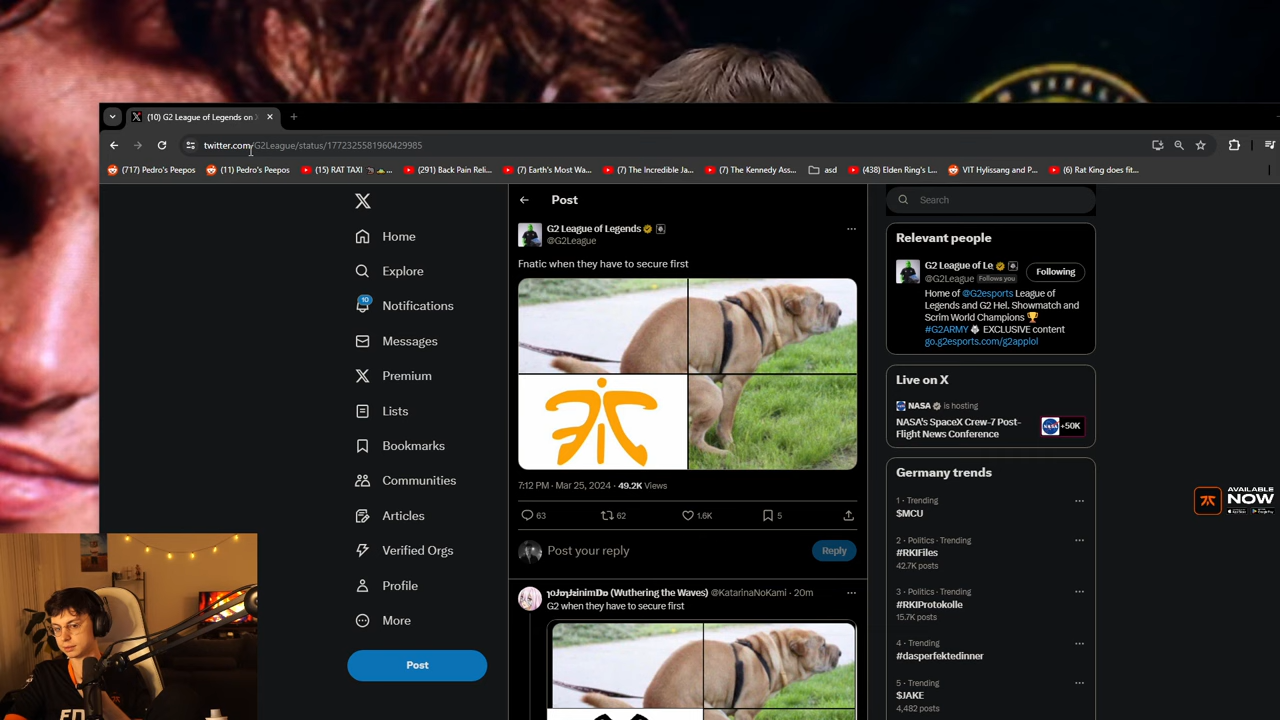 (10) G2 League of Legends on
twitter.com/G2League/status/1772325581960429985
(717) Pedro's Peepos
(11) Pedro's Peepos
(15) RAT TAXI
(291) Back Pain Reli...
(7) Earth's Most Wa...
(7) The Incredible Ja...
(7) The Kennedy Ass...
asd
(438) Elden Ring's L...
VIT Hylissang and P...
(6) Rat King does fit...
Home
Explore
10
Notifications
Messages
Premium
Lists
Bookmarks
Communities
Articles
Verified Orgs
Profile
More
Post
Post
G2 League of Legends
@G2League
Fnatic when they have to secure first
7:12 PM · Mar 25, 2024 · 49.2K Views
63
62
1.6K
5
Post your reply
Reply
(Wuthering the Waves) @KatarinaNoKami · 20m
G2 when they have to secure first
Search
Relevant people
G2 League of Le
@G2League Follows you
Following
Home of @G2esports League of
Legends and G2 Hel. Showmatch and
Scrim World Champions
#G2ARMY EXCLUSIVE content
go.g2esports.com/g2applol
Live on X
NASA is hosting
NASA's SpaceX Crew-7 Post-
Flight News Conference
+50K
Germany trends
1 · Trending
$MCU
2 · Politics · Trending
#RKIFiles
42.7K posts
3 · Politics · Trending
#RKIProtokolle
15.7K posts
4 · Trending
#dasperfektedinner
5 · Trending
$JAKE
4,482 posts
AVAILABLE
NOW